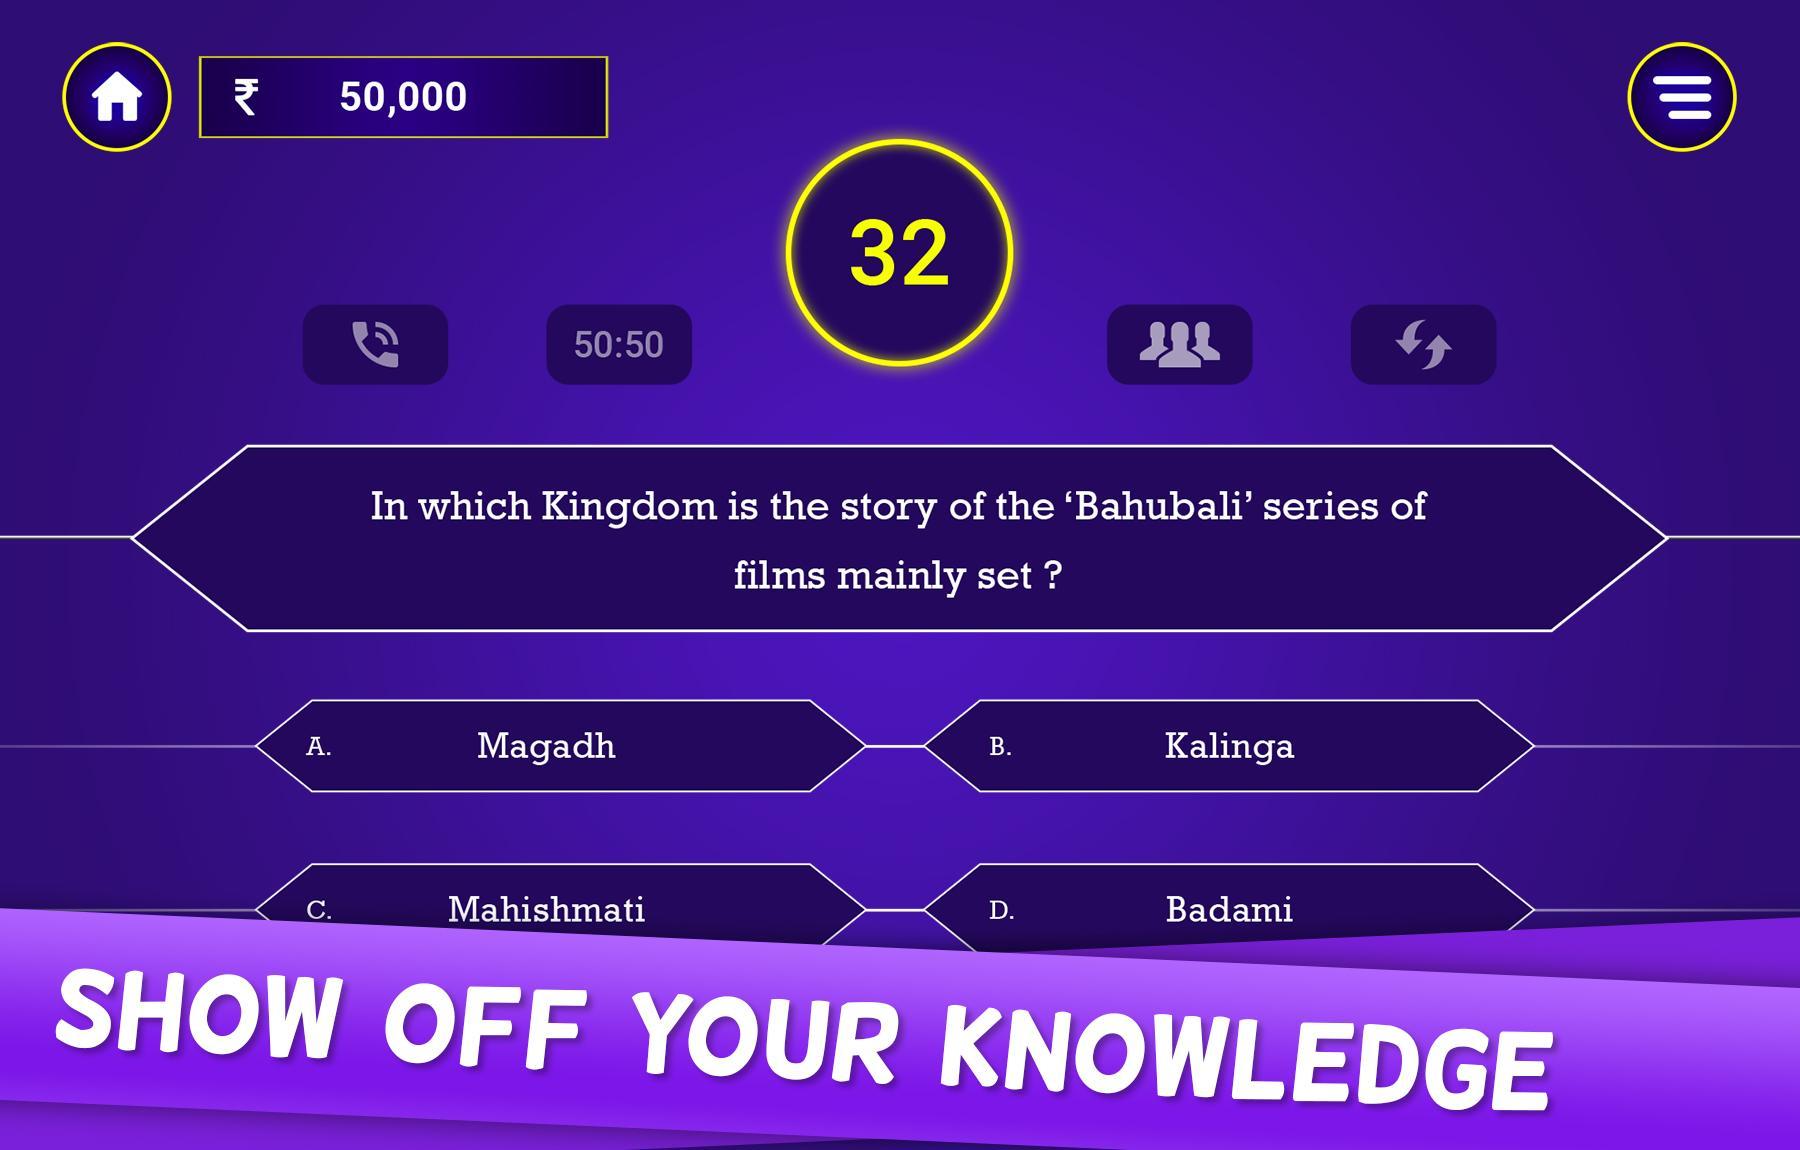 ₹ 50,000
32
50:50
In which Kingdom is the story of the ‘Bahubali’ series of
films mainly set ?
A. Magadh
B. Kalinga
C. Mahishmati
D. Badami
SHOW OFF YOUR KNOWLEDGE